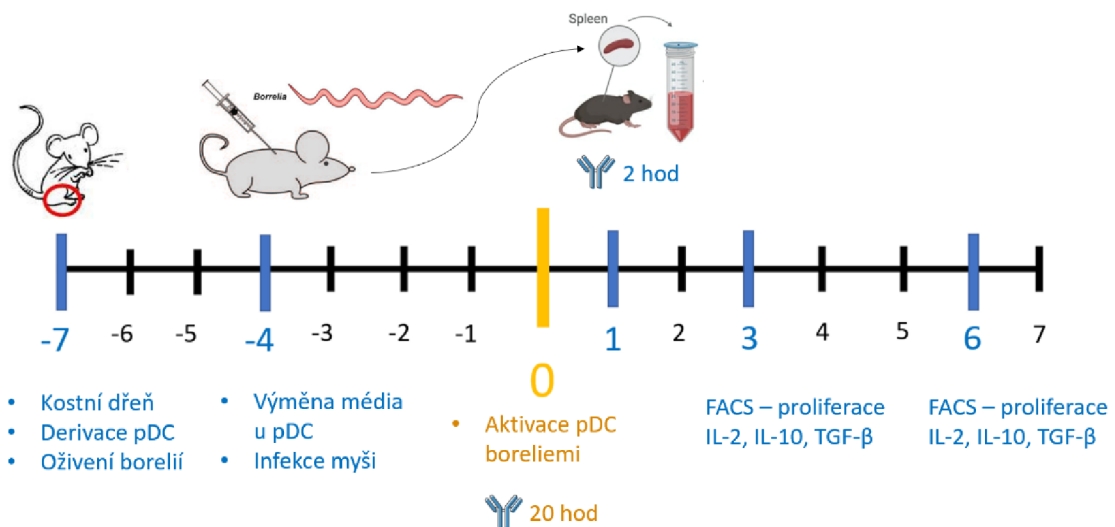 Spleen
Borrelia
2 hod
-7
-6
-5
-4
-3
-2
-1
0
1
2
3
4
5
6
7
• Kostní dřeň
• Derivace pDC
• Oživení borelií
• Výměna média
u pDC
• Infekce myši
• Aktivace pDC
boreliemi
20 hod
FACS – proliferace
IL-2, IL-10, TGF-β
FACS – proliferace
IL-2, IL-10, TGF-β